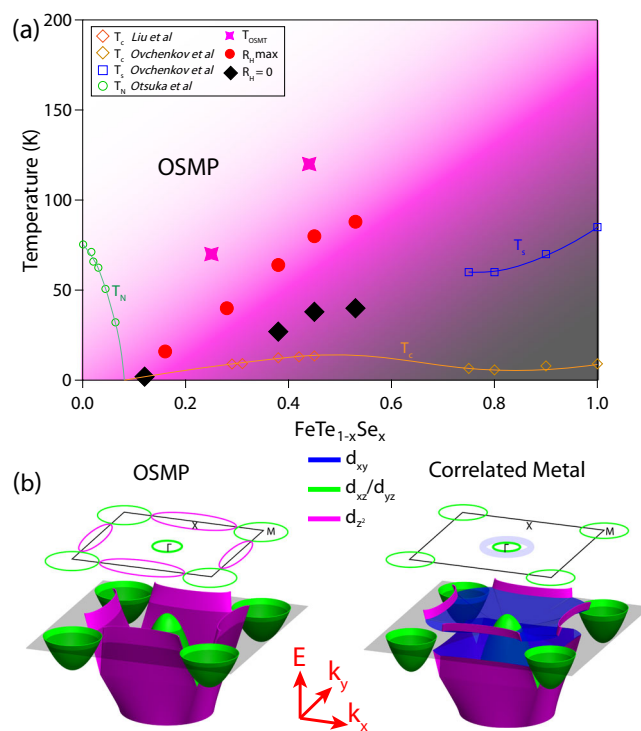 (a)
T_c Liu et al
T_c Ovchenkov et al
T_s Ovchenkov et al
T_N Otsuka et al
T_OSMT
R_H max
R_H = 0
200
150
100
50
0
Temperature (K)
OSMP
T_N
T_s
T_c
0.0 0.2 0.4 0.6 0.8 1.0
FeTe_1-xSe_x
(b)
OSMP
d_xy
d_xz/d_yz
d_z²
Correlated Metal
X
M
Γ
X
M
Γ
E
k_y
k_x